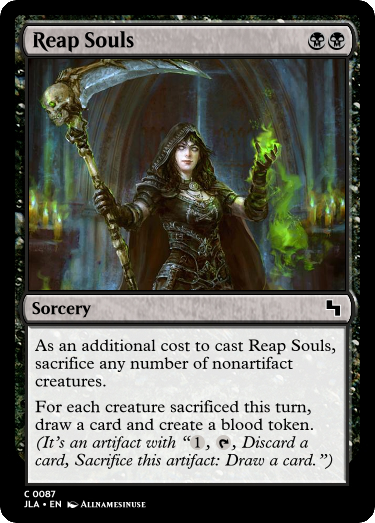 Reap Souls
Sorcery
As an additional cost to cast Reap Souls,
sacrifice any number of nonartifact
creatures.
For each creature sacrificed this turn,
draw a card and create a blood token.
(It's an artifact with “1, , Discard a
card, Sacrifice this artifact: Draw a card.”)
C 0087
JLA • EN Allnamesinuse